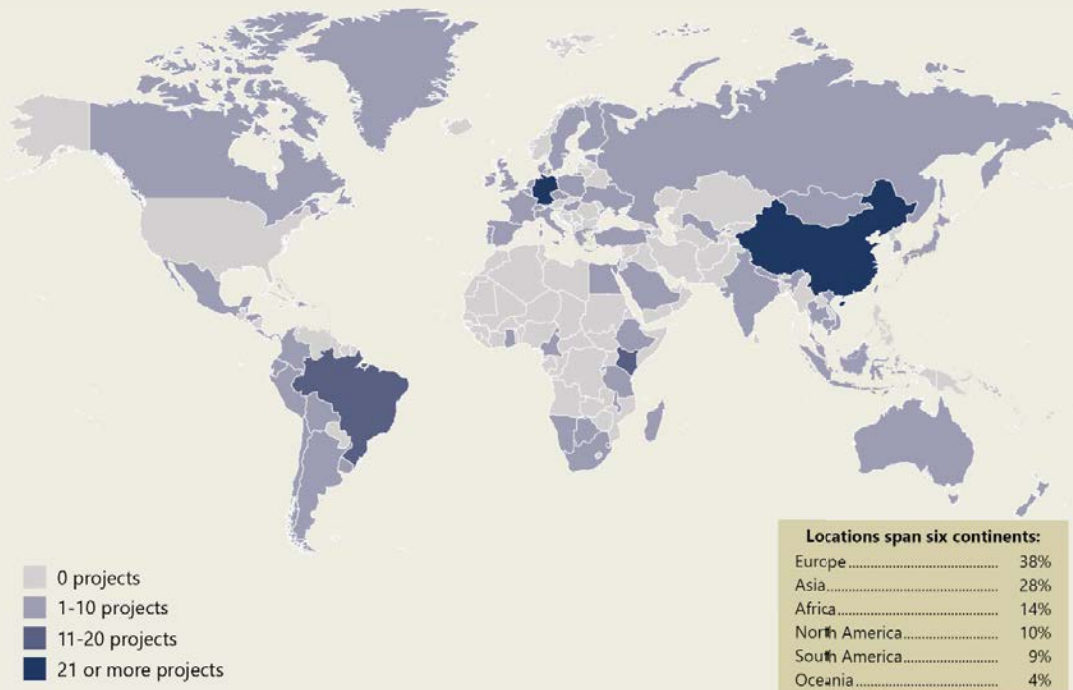 0 projects
1-10 projects
11-20 projects
21 or more projects
Locations span six continents:
Europe 38%
Asia 28%
Africa 14%
North America 10%
South America 9%
Oceania 4%